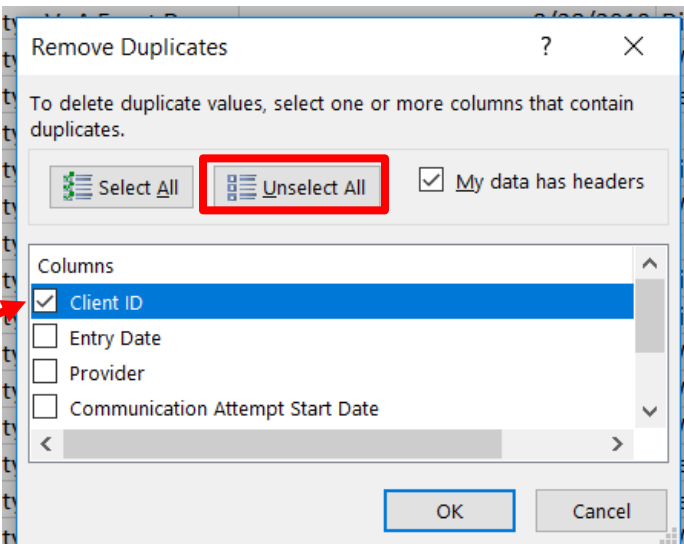 Remove Duplicates ? ×
To delete duplicate values, select one or more columns that contain
duplicates.
Select All Unselect All My data has headers
Columns
Client ID
Entry Date
Provider
Communication Attempt Start Date
OK Cancel